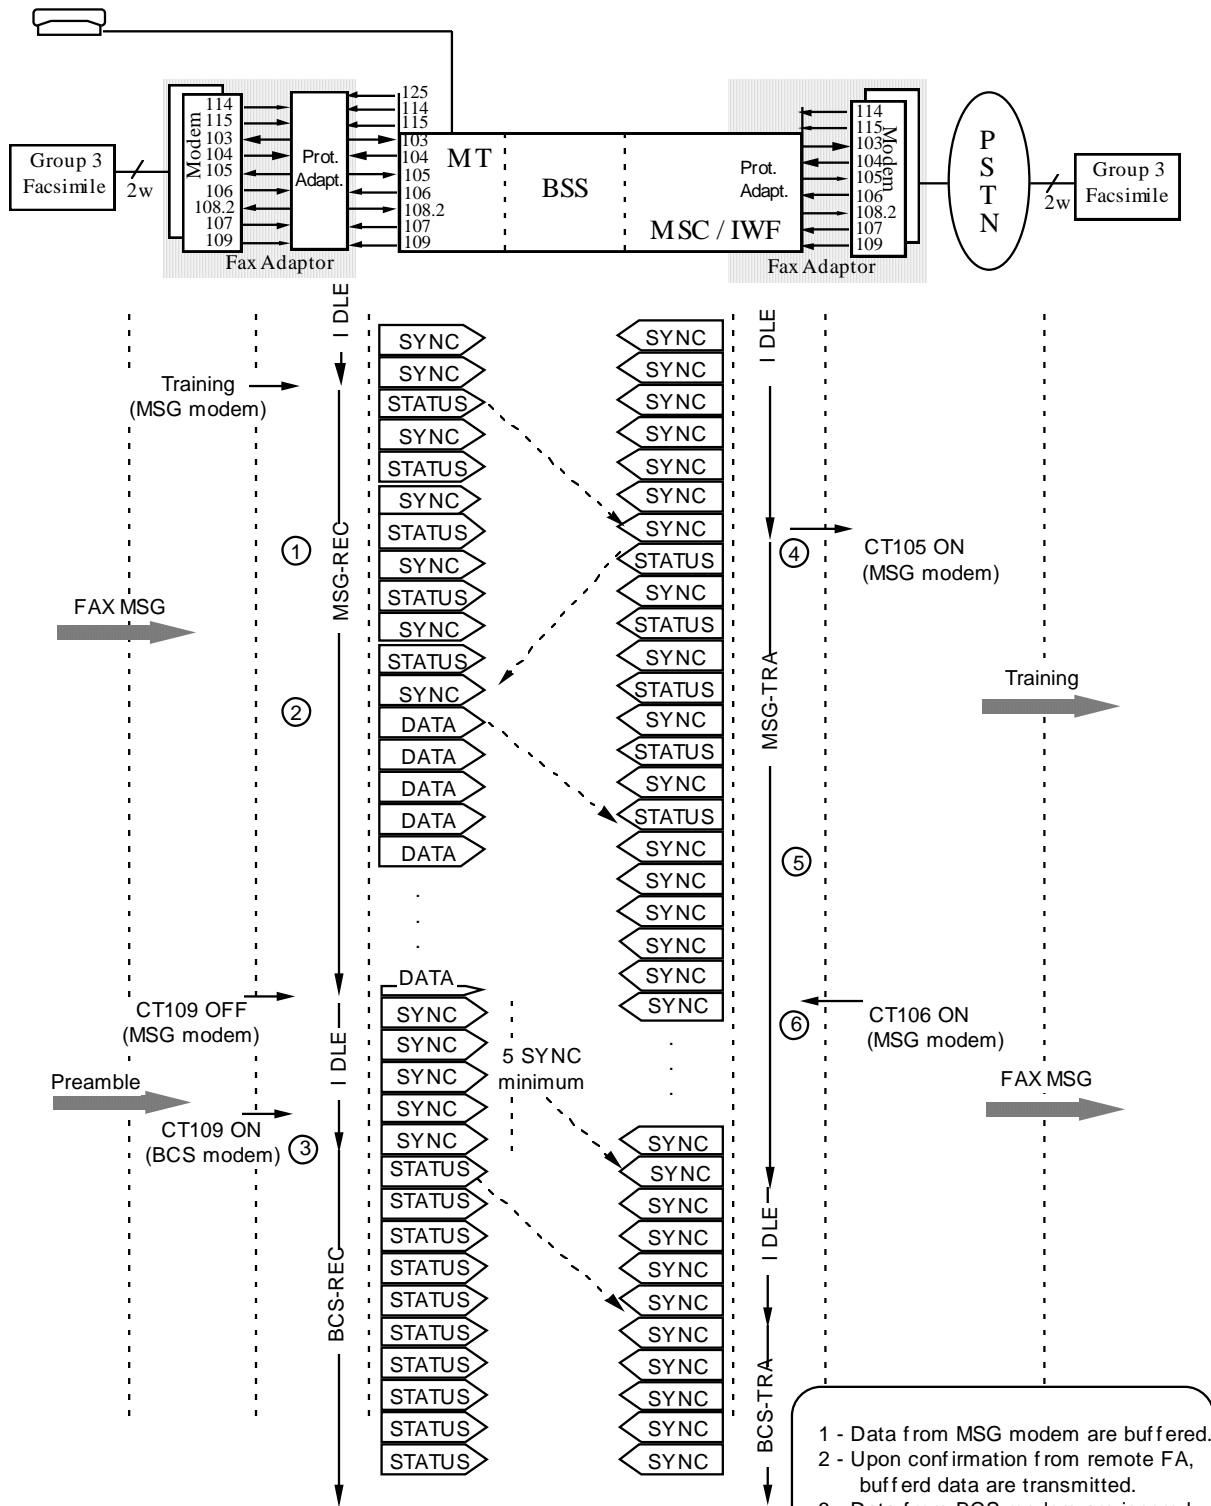 125
114
115
103
104
105
106
108.2
107
109
114
115
103
104
105
106
108.2
107
109
114
115
103
104
105
106
108.2
107
109
Modem
Modem
Group 3
Facsimile
2w
Prot.
Adapt.
MT
BSS
Prot.
Adapt.
MSC / IWF
P
S
T
N
2w
Group 3
Facsimile
Fax Adaptor
Fax Adaptor
I DLE
I DLE
SYNC
SYNC
STATUS
SYNC
STATUS
SYNC
STATUS
SYNC
STATUS
SYNC
STATUS
SYNC
DATA
DATA
DATA
DATA
DATA
.
.
.
DATA
SYNC
SYNC
SYNC
SYNC
SYNC
STATUS
STATUS
STATUS
STATUS
STATUS
STATUS
STATUS
STATUS
STATUS
STATUS
SYNC
SYNC
SYNC
SYNC
SYNC
SYNC
SYNC
STATUS
SYNC
STATUS
SYNC
STATUS
SYNC
STATUS
SYNC
STATUS
SYNC
SYNC
SYNC
SYNC
SYNC
SYNC
.
.
.
SYNC
SYNC
SYNC
SYNC
SYNC
SYNC
SYNC
SYNC
SYNC
SYNC
SYNC
Training
(MSG modem)
1
MSG-REC
FAX MSG
2
CT109 OFF
(MSG modem)
I DLE
5 SYNC
minimum
Preamble
CT109 ON
(BCS modem)
3
BCS-REC
4
CT105 ON
(MSG modem)
MSG-TRA
Training
5
6
CT106 ON
(MSG modem)
FAX MSG
I DLE
BCS-TRA
1 - Data from MSG modem are buffered.
2 - Upon confirmation from remote FA,
bufferd data are transmitted.